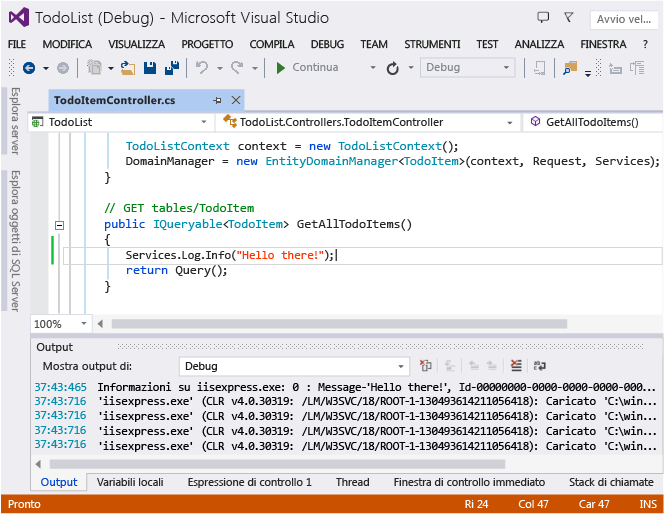 TodoList (Debug) - Microsoft Visual Studio
Avvio vel...
FILE MODIFICA VISUALIZZA PROGETTO COMPILA DEBUG TEAM STRUMENTI TEST ANALIZZA FINESTRA ?
Continua Debug
Esplora server
Esplora oggetti di SQL Server
TodoItemController.cs
TodoList TodoList.Controllers.TodoItemController GetAllTodoItems()
TodoListContext context = new TodoListContext();
DomainManager = new EntityDomainManager<TodoItem>(context, Request, Services);
}
// GET tables/TodoItem
public IQueryable<TodoItem> GetAllTodoItems()
{
Services.Log.Info("Hello there!");
return Query();
}
100%
Output
Mostra output di: Debug
37:43:465 Informazioni su iisexpress.exe: 0 : Message-'Hello there!', Id-00000000-0000-0000-0000-000...
37:43:716 'iisexpress.exe' (CLR v4.0.30319: /LM/W3SVC/18/ROOT-1-130493614211056418): Caricato 'C:\win...
37:43:716 'iisexpress.exe' (CLR v4.0.30319: /LM/W3SVC/18/ROOT-1-130493614211056418): Caricato 'C:\win...
37:43:716 'iisexpress.exe' (CLR v4.0.30319: /LM/W3SVC/18/ROOT-1-130493614211056418): Caricato 'C:\win...
37:43:716 'iisexpress.exe' (CLR v4.0.30319: /LM/W3SVC/18/ROOT-1-130493614211056418): Caricato 'C:\win...
Output Variabili locali Espressione di controllo 1 Thread Finestra di controllo immediato Stack di chiamate
Pronto Ri 24 Col 47 Car 47 INS